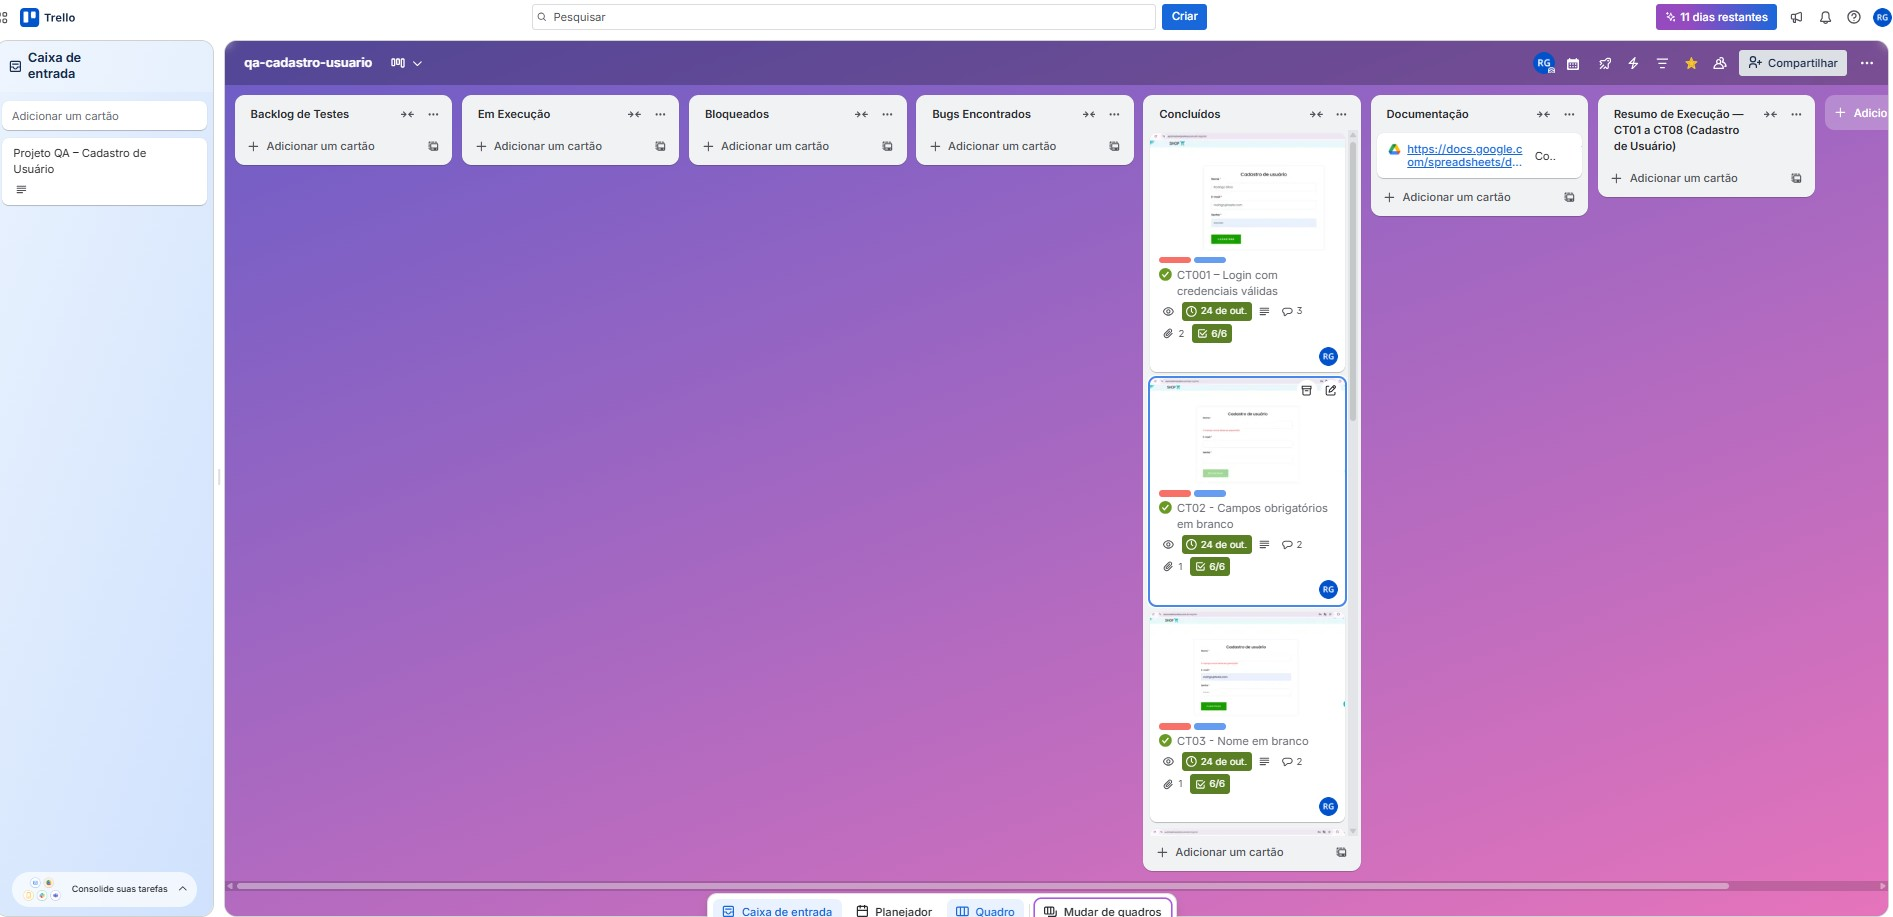 Trello
Pesquisar
Criar
11 dias restantes
RG
Caixa de
entrada
Adicionar um cartão
Projeto QA – Cadastro de
Usuário
Consolide suas tarefas
qa-cadastro-usuario
RG
Compartilhar
Backlog de Testes
Adicionar um cartão
Em Execução
Adicionar um cartão
Bloqueados
Adicionar um cartão
Bugs Encontrados
Adicionar um cartão
Concluídos
SHOP
Cadastro de usuário
CT001 – Login com
credenciais válidas
24 de out.
3
2
6/6
RG
SHOP
Cadastro de usuário
CT02 - Campos obrigatórios
em branco
24 de out.
2
1
6/6
RG
SHOP
Cadastro de usuário
CT03 - Nome em branco
24 de out.
2
1
6/6
RG
Adicionar um cartão
Documentação
https://docs.google.c
om/spreadsheets/d...
Co..
Adicionar um cartão
Resumo de Execução —
CT01 a CT08 (Cadastro
de Usuário)
Adicionar um cartão
Adicio
Caixa de entrada
Planejador
Quadro
Mudar de quadros